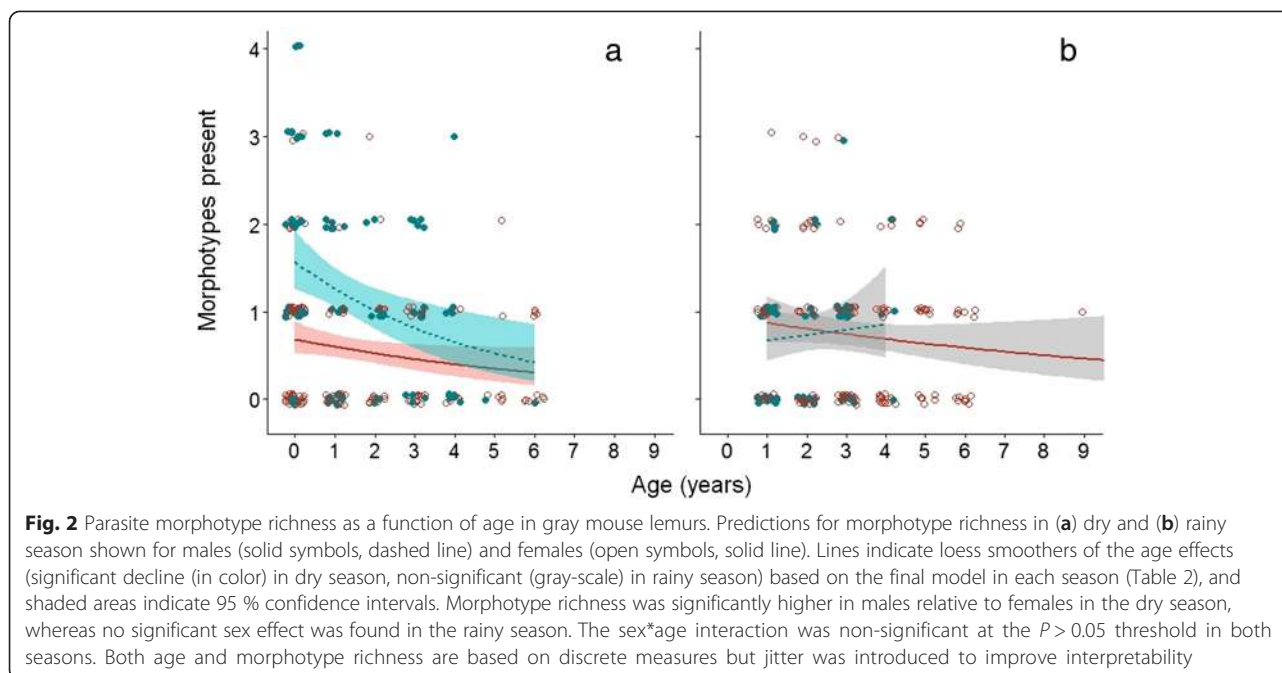 a
b
4
3
2
1
0
Morphotypes present
0 1 2 3 4 5 6 7 8 9
0 1 2 3 4 5 6 7 9
Age (years)
Fig. 2 Parasite morphotype richness as a function of age in gray mouse lemurs. Predictions for morphotype richness in (a) dry and (b) rainy
season shown for males (solid symbols, dashed line) and females (open symbols, solid line). Lines indicate loess smoothers of the age effects
(significant decline (in color) in dry season, non-significant (gray-scale) in rainy season) based on the final model in each season (Table 2), and
shaded areas indicate 95 % confidence intervals. Morphotype richness was significantly higher in males relative to females in the dry season,
whereas no significant sex effect was found in the rainy season. The sex*age interaction was non-significant at the P > 0.05 threshold in both
seasons. Both age and morphotype richness are based on discrete measures but jitter was introduced to improve interpretability